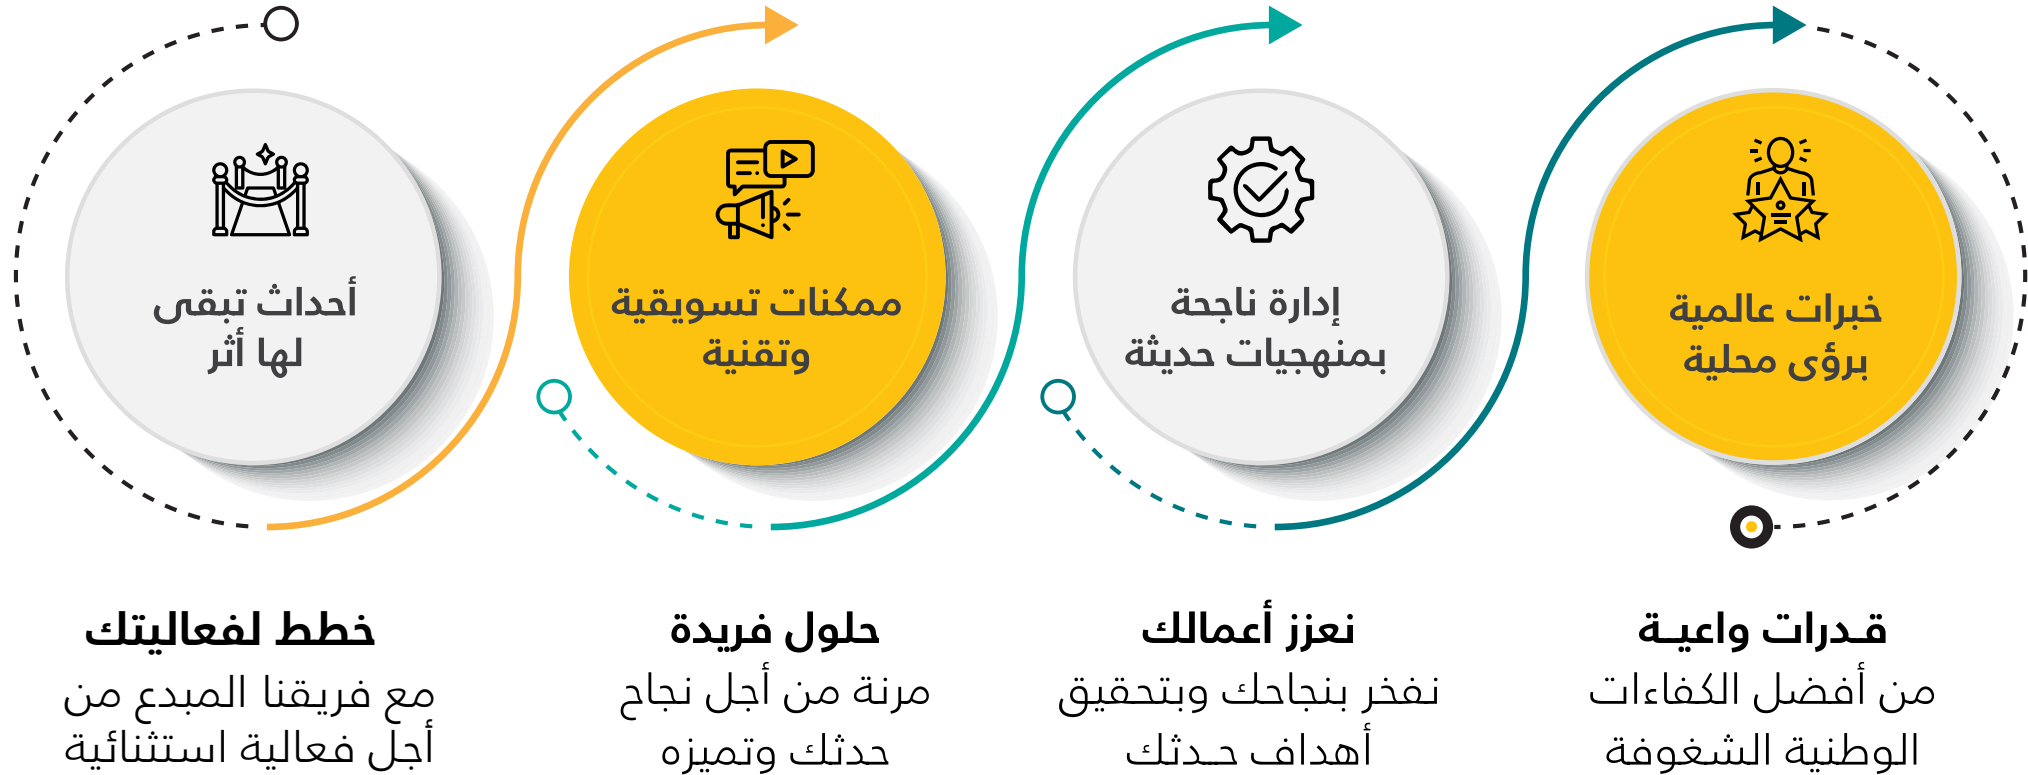 خبرات عالمية
برؤى محلية
قـدرات واعيـة
من أفضل الكفاءات
الوطنية الشغوفة
إدارة ناجحة
بمنهجيات حديثة
نعزز أعمالك
نفخر بنجاحك وبتحقيق
أهداف حـدثك
ممكنات تسويقية
وتقنية
حلول فريدة
مرنة من أجل نجاح
حدثك وتميزه
أحداث تبقى
لها أثر
خطط لفعاليتك
مع فريقنا المبدع من
أجل فعالية استثنائية